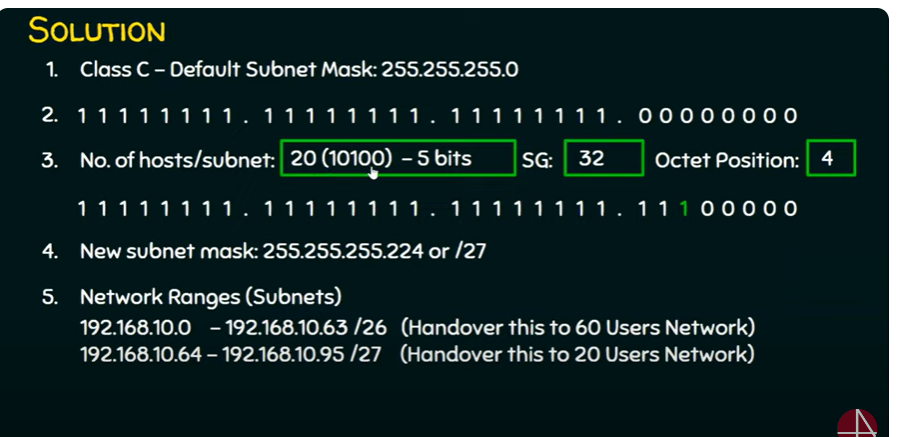 SOLUTION
1. Class C – Default Subnet Mask: 255.255.255.0
2. 1 1 1 1 1 1 1 1 . 1 1 1 1 1 1 1 1 . 1 1 1 1 1 1 1 1 . 0 0 0 0 0 0 0 0
3. No. of hosts/subnet: 20 (10100) – 5 bits SG: 32 Octet Position: 4
1 1 1 1 1 1 1 1 . 1 1 1 1 1 1 1 1 . 1 1 1 1 1 1 1 1 . 1 1 1 0 0 0 0 0
4. New subnet mask: 255.255.255.224 or /27
5. Network Ranges (Subnets)
192.168.10.0 – 192.168.10.63 /26 (Handover this to 60 Users Network)
192.168.10.64 – 192.168.10.95 /27 (Handover this to 20 Users Network)